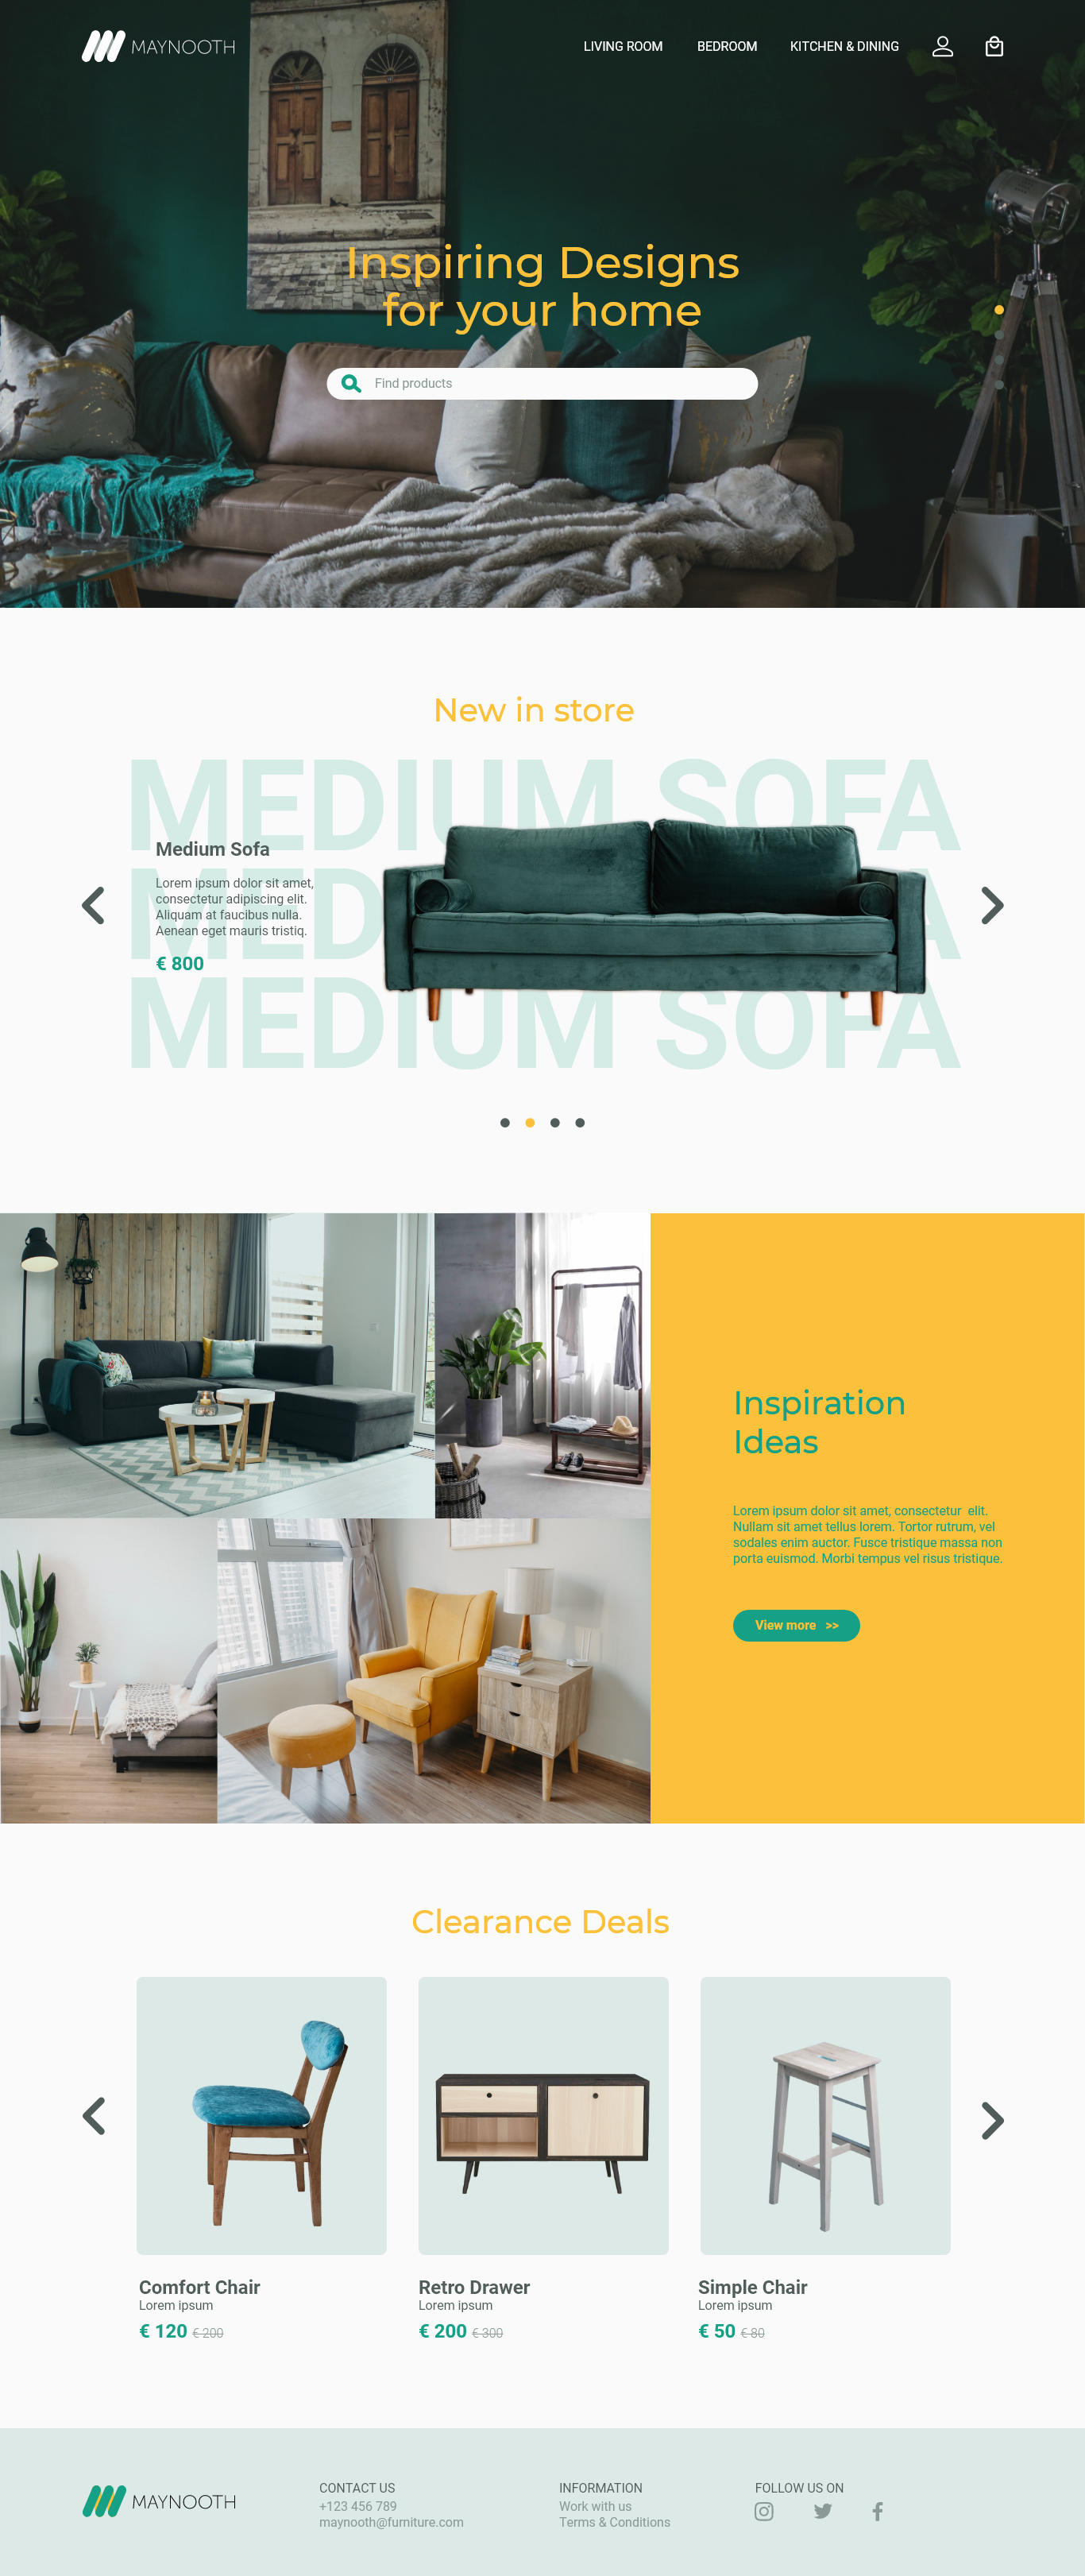 MAYNOOTH
LIVING ROOM
BEDROOM
KITCHEN & DINING
Inspiring Designs
for your home
Find products
New in store
MEDIUM SOFA
MEDIUM SOFA
MEDIUM SOFA
Medium Sofa
Lorem ipsum dolor sit amet,
consectetur adipiscing elit.
Aliquam at faucibus nulla.
Aenean eget mauris tristiq.
€ 800
Inspiration
Ideas
Lorem ipsum dolor sit amet, consectetur elit.
Nullam sit amet tellus lorem. Tortor rutrum, vel
sodales enim auctor. Fusce tristique massa non
porta euismod. Morbi tempus vel risus tristique.
View more >>
Clearance Deals
Comfort Chair
Lorem ipsum
€ 120 € 200
Retro Drawer
Lorem ipsum
€ 200 € 300
Simple Chair
Lorem ipsum
€ 50 € 80
MAYNOOTH
CONTACT US
+123 456 789
maynooth@furniture.com
INFORMATION
Work with us
Terms & Conditions
FOLLOW US ON